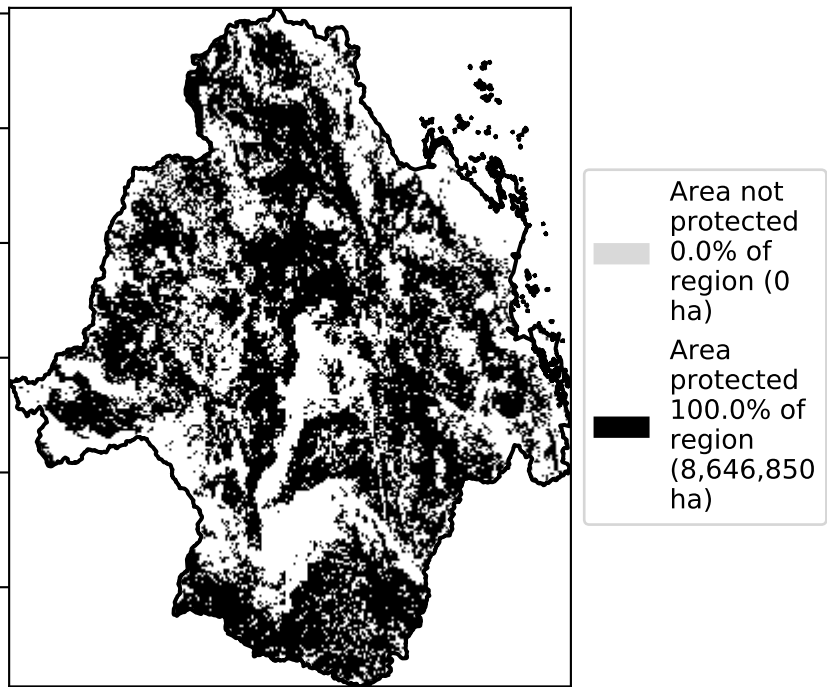 Area not
protected
0.0% of
region (0
ha)
Area
protected
100.0% of
region
(8,646,850
ha)